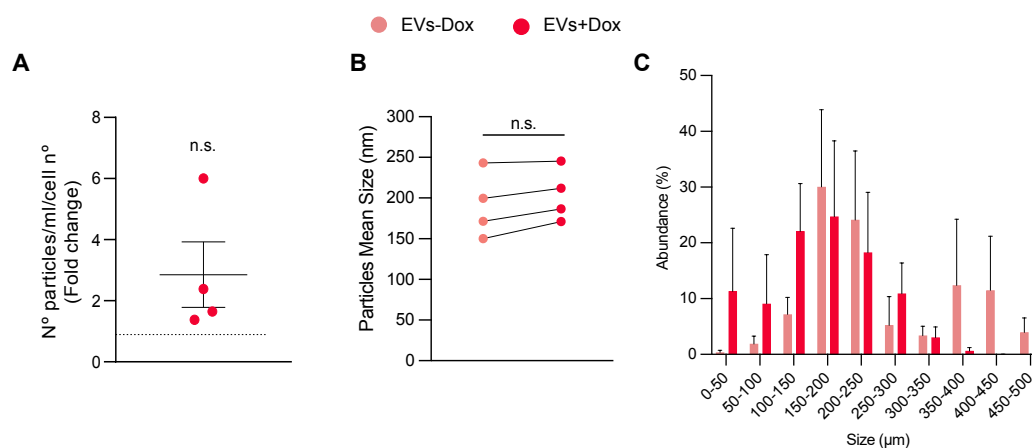 EVs-Dox EVs+Dox
A
Nº particles/ml/cell nº
(Fold change)
8
6
4
2
0
n.s.
B
Particles Mean Size (nm)
300
250
200
150
100
50
0
n.s.
C
Abundance (%)
50
40
30
20
10
0
0-50
50-100
100-150
150-200
200-250
250-300
300-350
350-400
400-450
450-500
Size (µm)